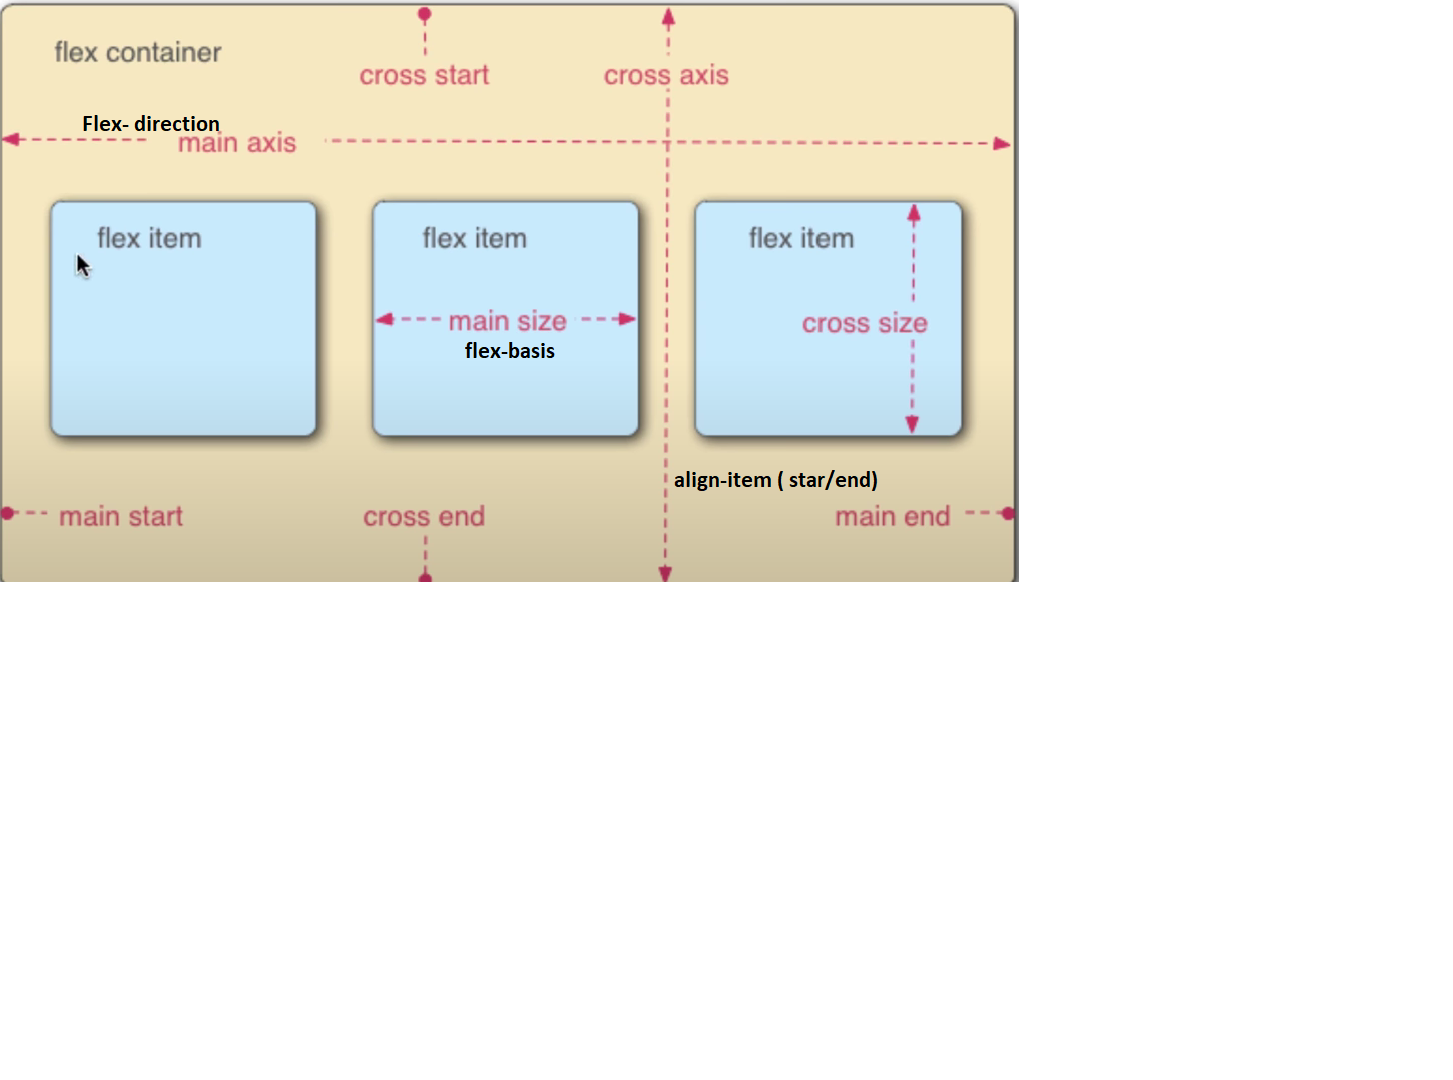 flex container
cross start
cross axis
Flex- direction
main axis
flex item
flex item
flex item
main size
cross size
flex-basis
align-item ( star/end)
main start
cross end
main end